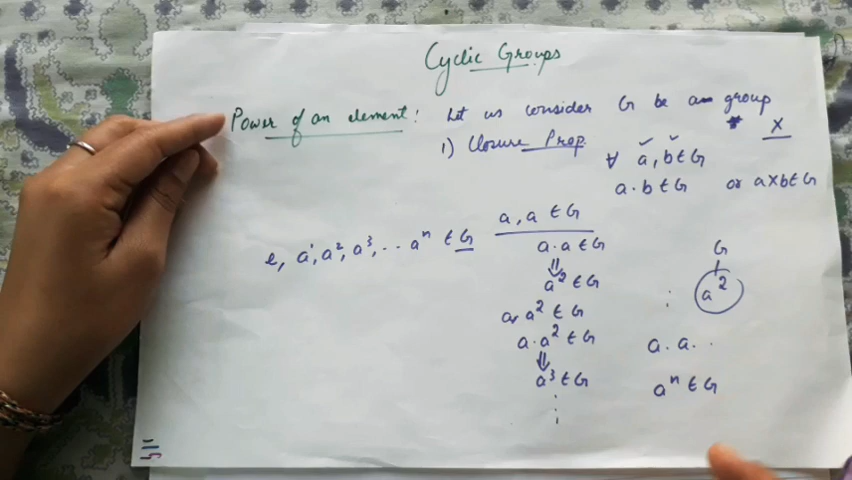 Cyclic Groups
Power of an element : Let us consider G be a group
* X
1) Closure Prop.
∀ a, b ∈ G
a . b ∈ G or a X b ∈ G
a, a ∈ G
e, a¹, a², a³, .. aⁿ ∈ G
a . a ∈ G
⇓
a² ∈ G
a, a² ∈ G
a . a² ∈ G
⇓
a³ ∈ G
⋮
G
: a²
a . a . .
aⁿ ∈ G